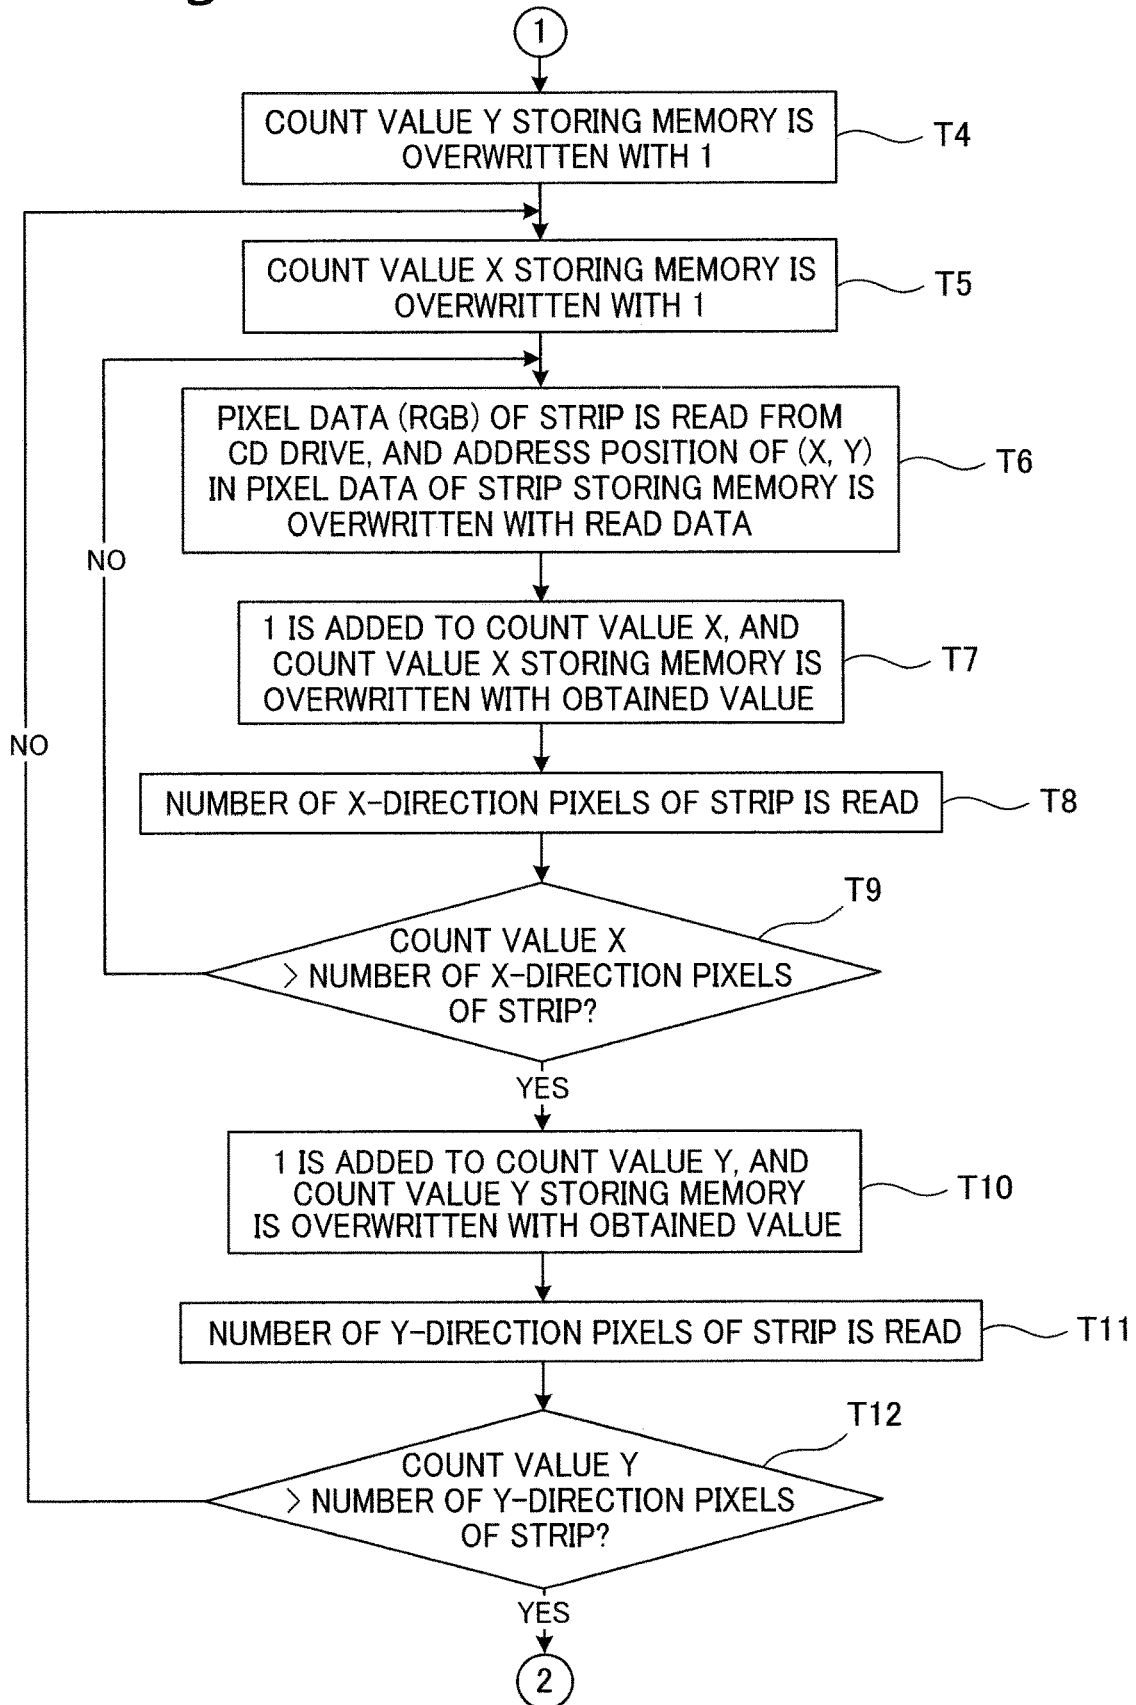 1
COUNT VALUE Y STORING MEMORY IS
OVERWRITTEN WITH 1
T4
COUNT VALUE X STORING MEMORY IS
OVERWRITTEN WITH 1
T5
PIXEL DATA (RGB) OF STRIP IS READ FROM
CD DRIVE, AND ADDRESS POSITION OF (X, Y)
IN PIXEL DATA OF STRIP STORING MEMORY IS
OVERWRITTEN WITH READ DATA
T6
NO
1 IS ADDED TO COUNT VALUE X, AND
COUNT VALUE X STORING MEMORY IS
OVERWRITTEN WITH OBTAINED VALUE
T7
NO
NUMBER OF X-DIRECTION PIXELS OF STRIP IS READ
T8
T9
COUNT VALUE X
> NUMBER OF X-DIRECTION PIXELS
OF STRIP?
YES
1 IS ADDED TO COUNT VALUE Y, AND
COUNT VALUE Y STORING MEMORY
IS OVERWRITTEN WITH OBTAINED VALUE
T10
NUMBER OF Y-DIRECTION PIXELS OF STRIP IS READ
T11
T12
COUNT VALUE Y
> NUMBER OF Y-DIRECTION PIXELS
OF STRIP?
YES
2